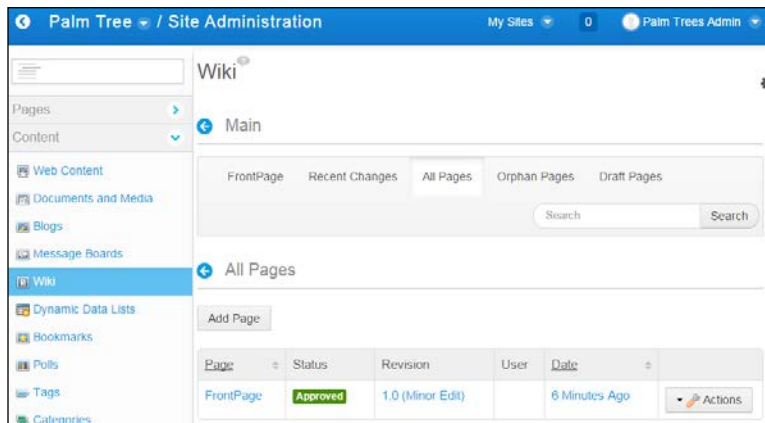 Palm Tree / Site Administration
My Sites
0
Palm Trees Admin
Pages
Content
Web Content
Documents and Media
Blogs
Message Boards
Wiki
Dynamic Data Lists
Bookmarks
Polls
Tags
Categories
Wiki
Main
FrontPage Recent Changes All Pages Orphan Pages Draft Pages
Search Search
All Pages
Add Page
Page Status Revision User Date
FrontPage Approved 1.0 (Minor Edit) 6 Minutes Ago Actions